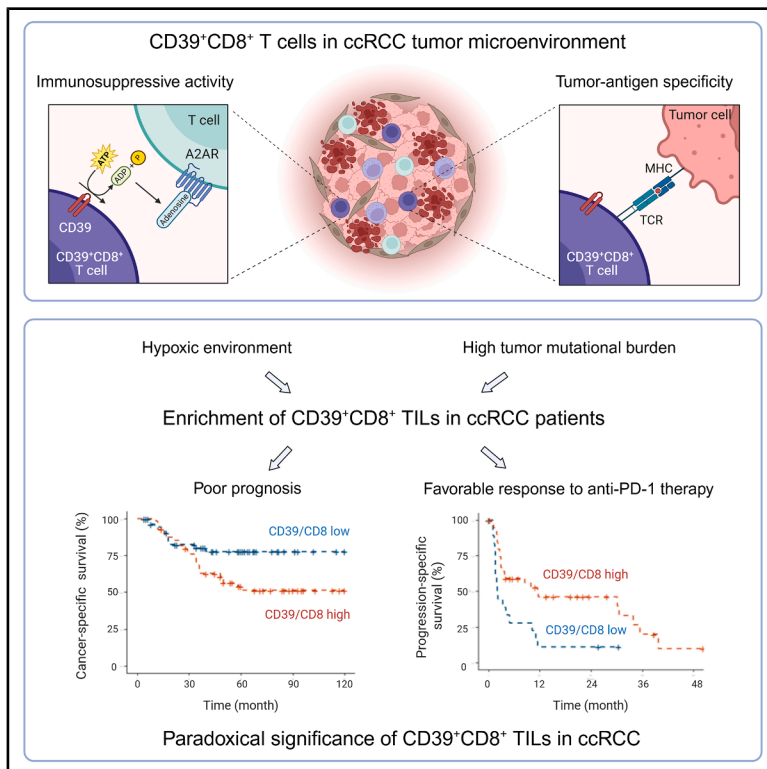 CD39⁺CD8⁺ T cells in ccRCC tumor microenvironment
Immunosuppressive activity
T cell
A2AR
ATP
ADP + P
Adenosine
CD39
CD39⁺CD8⁺
T cell
Tumor-antigen specificity
Tumor cell
MHC
TCR
CD39⁺CD8⁺
T cell
Hypoxic environment
High tumor mutational burden
Enrichment of CD39⁺CD8⁺ TILs in ccRCC patients
Poor prognosis
Cancer-specific survival (%)
100
75
50
25
0
CD39/CD8 low
CD39/CD8 high
0 30 60 90 120
Time (month)
Favorable response to anti-PD-1 therapy
Progression-specific
survival (%)
100
75
50
25
0
CD39/CD8 high
CD39/CD8 low
0 12 24 36 48
Time (month)
Paradoxical significance of CD39⁺CD8⁺ TILs in ccRCC